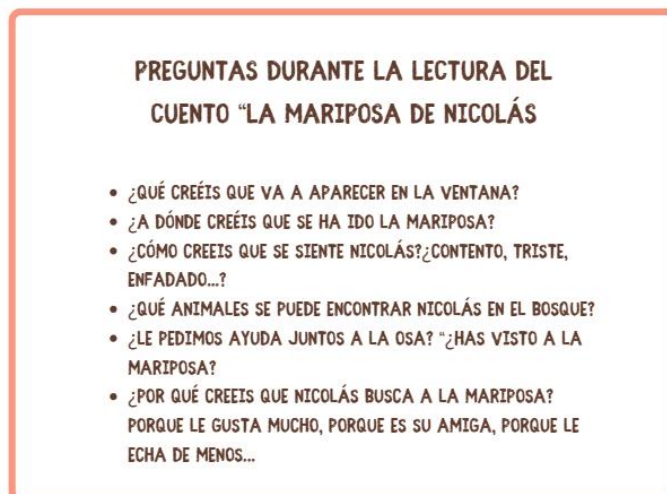 PREGUNTAS DURANTE LA LECTURA DEL
CUENTO “LA MARIPOSA DE NICOLÁS
• ¿QUÉ CREÉIS QUE VA A APARECER EN LA VENTANA?
• ¿A DÓNDE CREÉIS QUE SE HA IDO LA MARIPOSA?
• ¿CÓMO CREEIS QUE SE SIENTE NICOLÁS?¿CONTENTO, TRISTE,
ENFADADO...?
• ¿QUÉ ANIMALES SE PUEDE ENCONTRAR NICOLÁS EN EL BOSQUE?
• ¿LE PEDIMOS AYUDA JUNTOS A LA OSA? “¿HAS VISTO A LA
MARIPOSA?
• ¿POR QUÉ CREEIS QUE NICOLÁS BUSCA A LA MARIPOSA?
PORQUE LE GUSTA MUCHO, PORQUE ES SU AMIGA, PORQUE LE
ECHA DE MENOS...